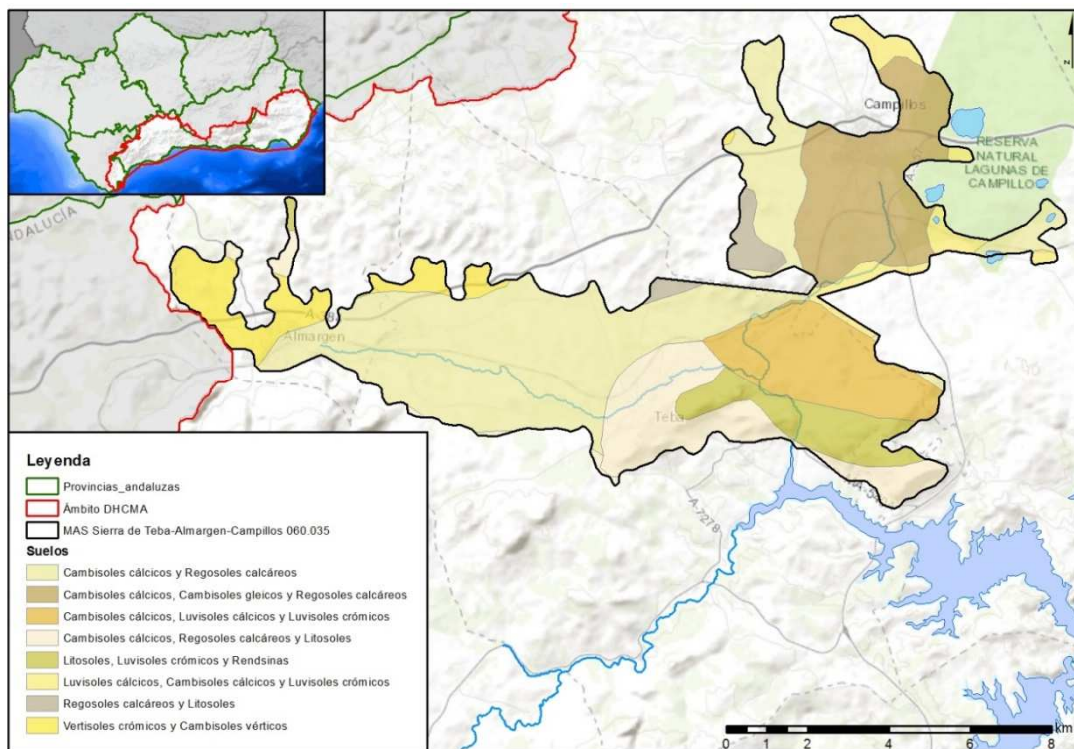 N
Campillos
RESERVA
NATURAL
LAGUNAS DE
CAMPILLO
Almargen
Teba
A-7278
Leyenda
Provincias_andaluzas
Ámbito DHCMA
MAS Sierra de Teba-Almargen-Campillos 060.035
Suelos
Cambisoles cálcicos y Regosoles calcáreos
Cambisoles cálcicos, Cambisoles gleicos y Regosoles calcáreos
Cambisoles cálcicos, Luvisoles cálcicos y Luvisoles crómicos
Cambisoles cálcicos, Regosoles calcáreos y Litosoles
Litosoles, Luvisoles crómicos y Rendsinas
Luvisoles cálcicos, Cambisoles cálcicos y Luvisoles crómicos
Regosoles calcáreos y Litosoles
Vertisoles crómicos y Cambisoles vérticos
km
0 1 2 4 6 8